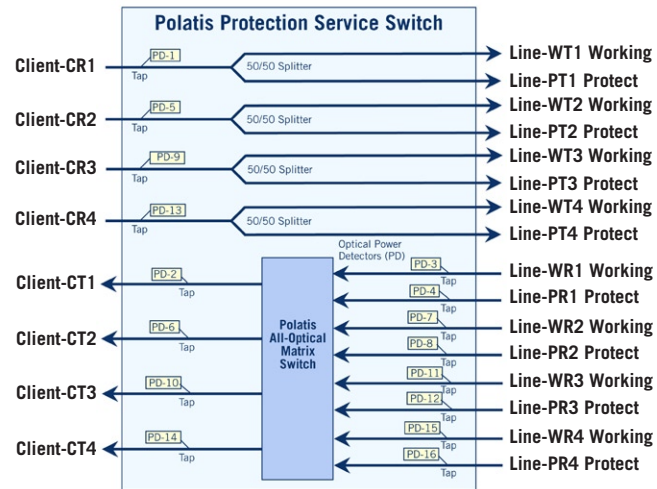 Polatis Protection Service Switch
Client-CR1
PD-1
Tap
50/50 Splitter
Line-WT1 Working
Line-PT1 Protect
Client-CR2
PD-5
Tap
50/50 Splitter
Line-WT2 Working
Line-PT2 Protect
Client-CR3
PD-9
Tap
50/50 Splitter
Line-WT3 Working
Line-PT3 Protect
Client-CR4
PD-13
Tap
50/50 Splitter
Line-WT4 Working
Line-PT4 Protect
Optical Power
Detectors (PD)
Client-CT1
PD-2
Tap
Client-CT2
PD-6
Tap
Client-CT3
PD-10
Tap
Client-CT4
PD-14
Tap
Polatis
All-Optical
Matrix
Switch
PD-3
Tap
Line-WR1 Working
PD-4
Tap
Line-PR1 Protect
PD-7
Tap
Line-WR2 Working
PD-8
Tap
Line-PR2 Protect
PD-11
Tap
Line-WR3 Working
PD-12
Tap
Line-PR3 Protect
PD-15
Tap
Line-WR4 Working
PD-16
Tap
Line-PR4 Protect